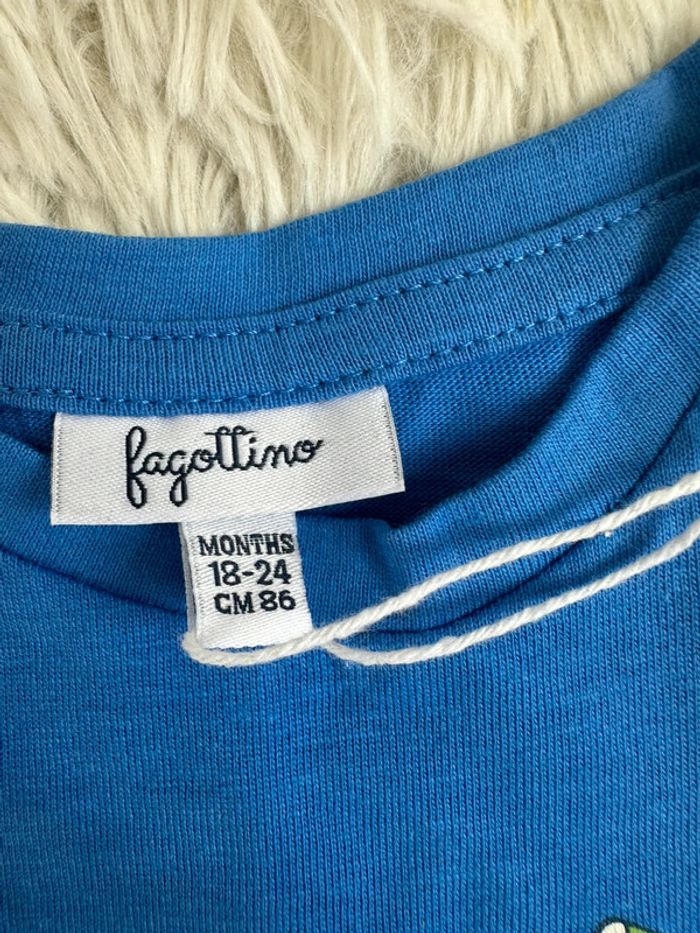 fagottino
MONTHS
18-24
CM 86